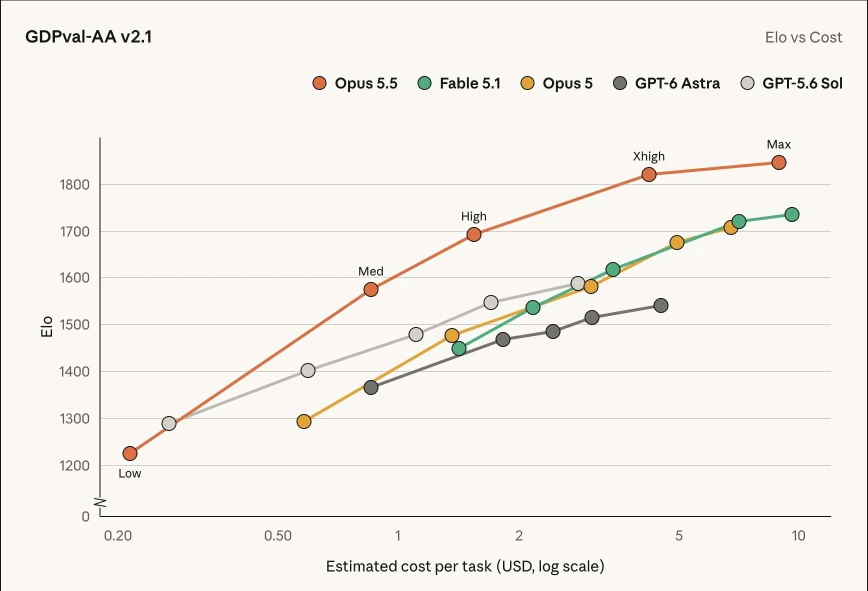 GDPval-AA v2.1
Elo vs Cost
Opus 5.5 Fable 5.1 Opus 5 GPT-6 Astra GPT-5.6 Sol
Max
Xhigh
High
Med
Low
Elo
1800
1700
1600
1500
1400
1300
1200
0
0.20 0.50 1 2 5 10
Estimated cost per task (USD, log scale)